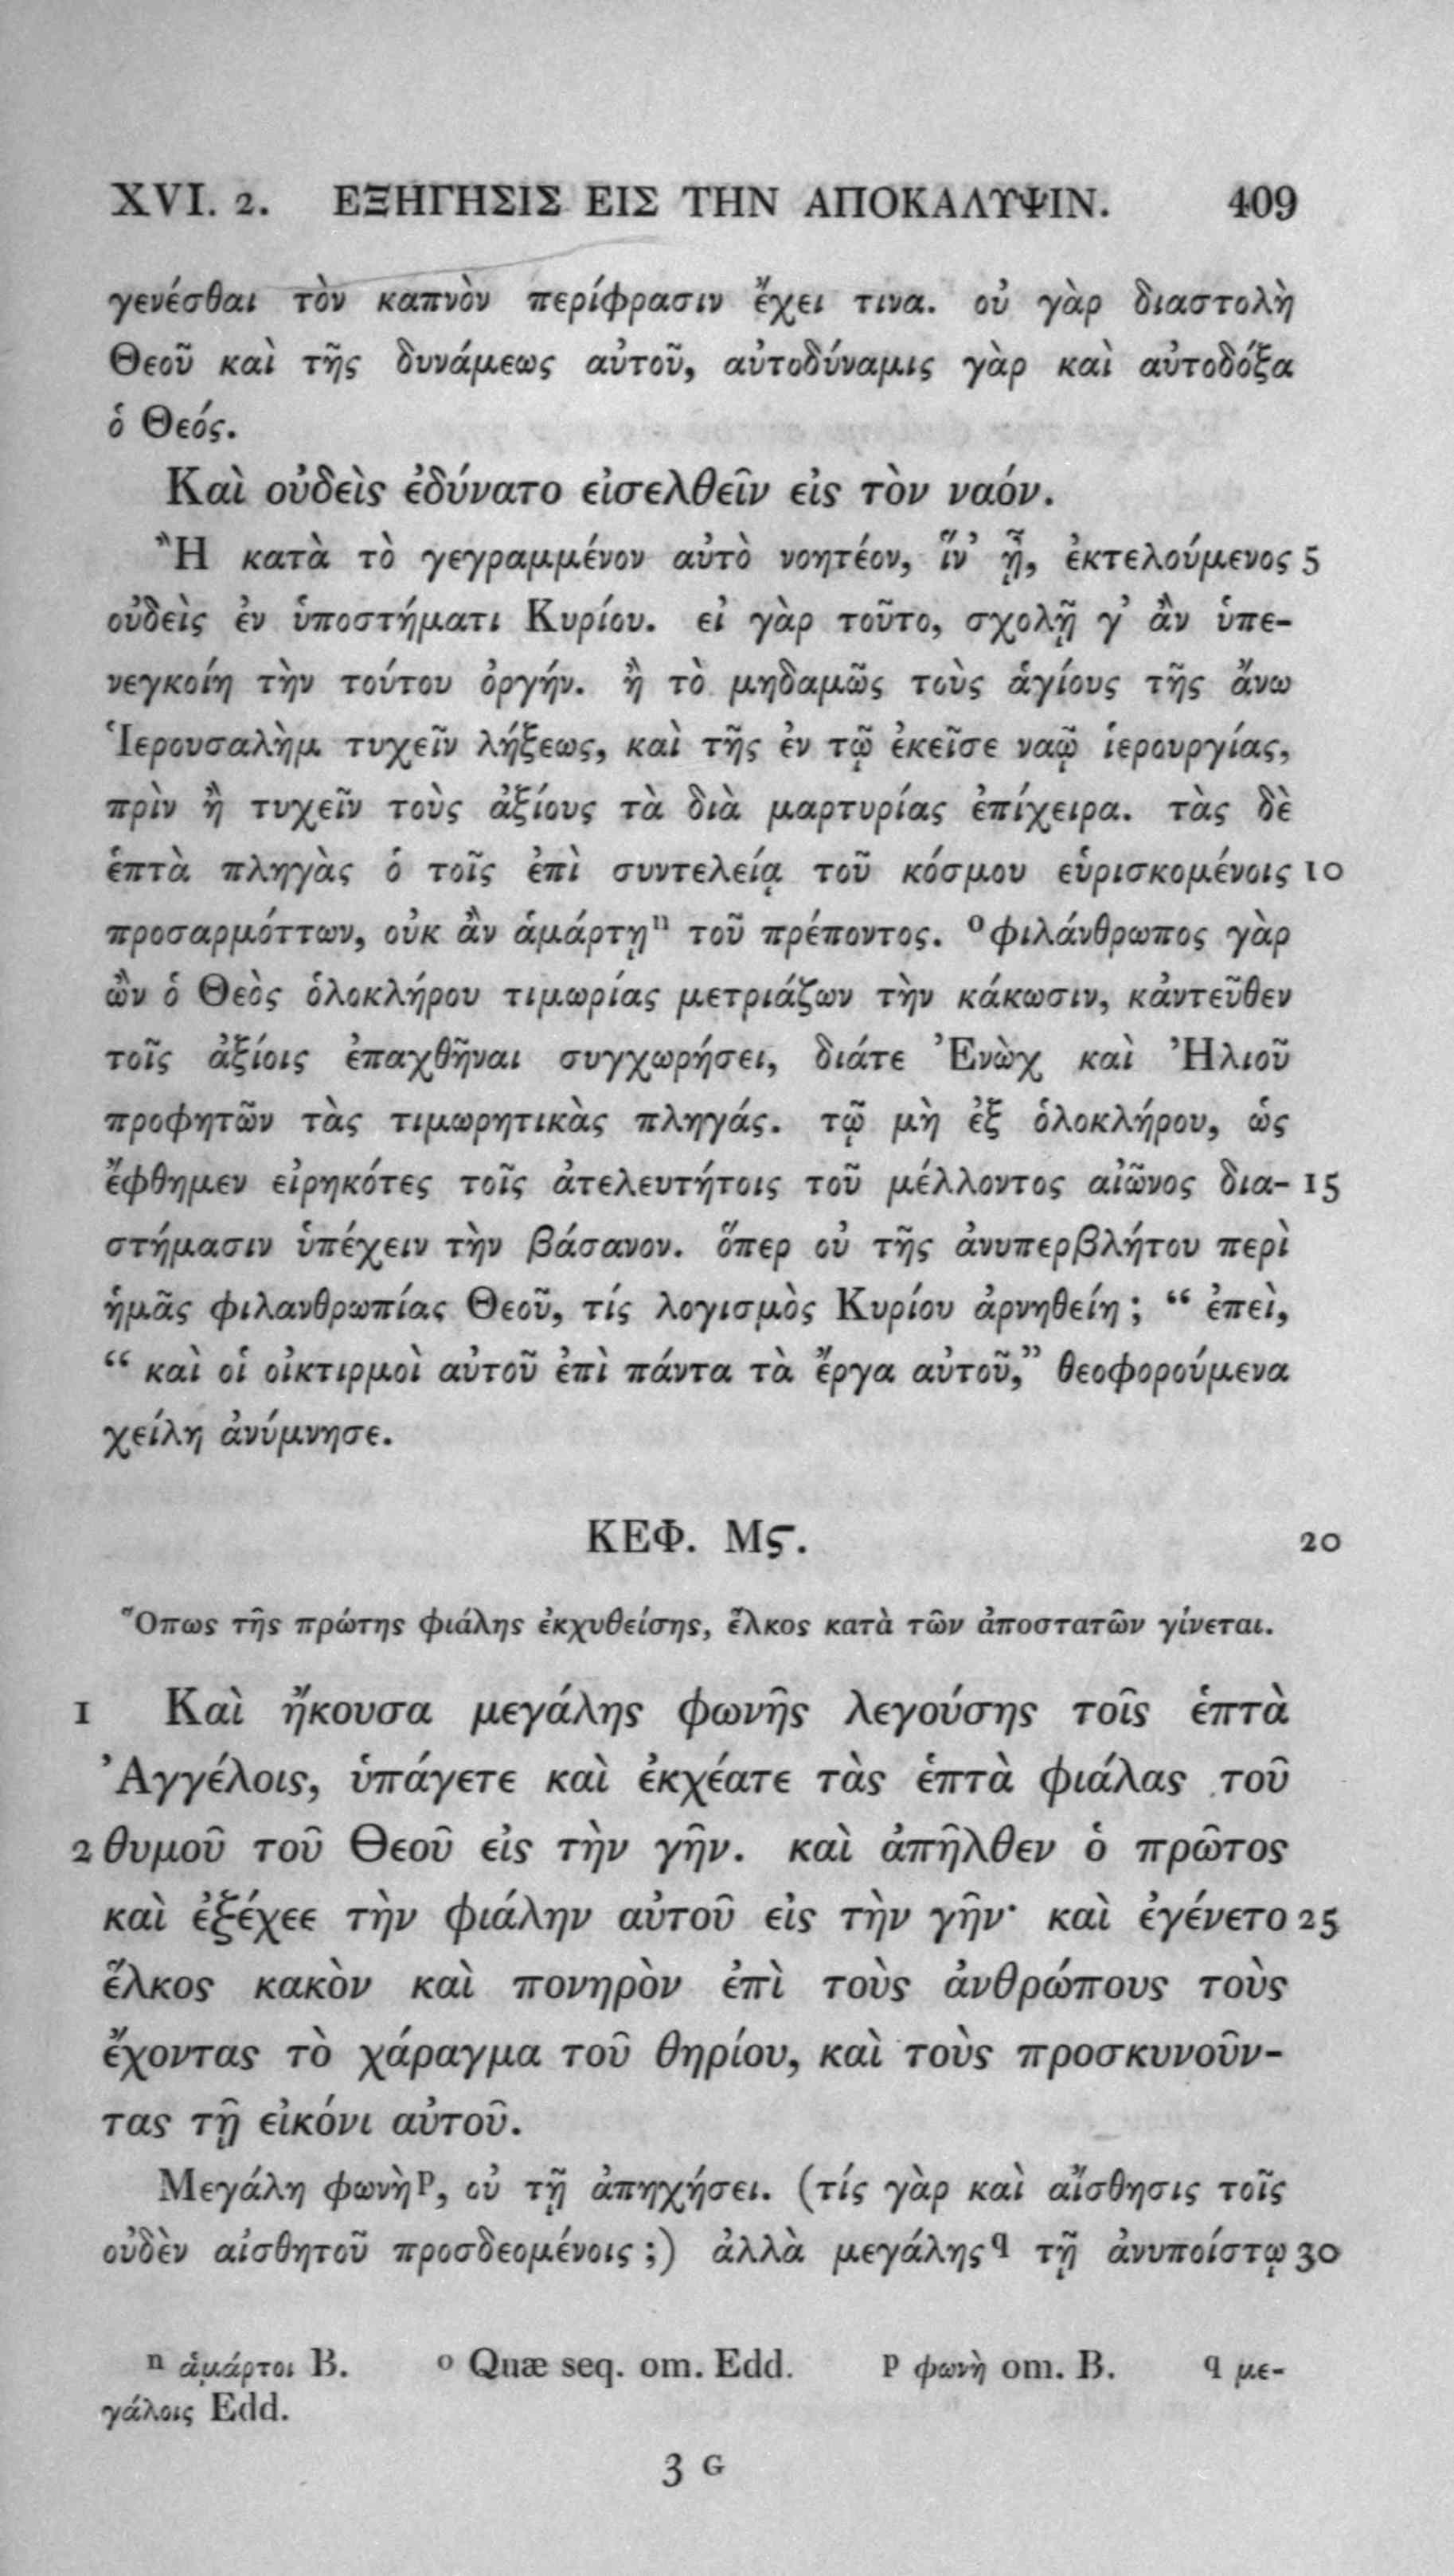 XVI. 2. ΕΞΗΓΗΣΙΣ ΕΙΣ ΤΗΝ ΑΠΟΚΑΛΥΨΙΝ. 409
γενέσθαι τὸν καπνὸν περίφρασιν ἔχει τινα. οὐ γὰρ διαστολὴ
Θεοῦ καὶ τῆς δυνάμεως αὐτοῦ, αὐτοδύναμις γὰρ καὶ αὐτοδόξα
ὁ Θεός.
Καὶ οὐδεὶς ἐδύνατο εἰσελθεῖν εἰς τὸν ναόν.
Ἢ κατὰ τὸ γεγραμμένον αὐτὸ νοητέον, ἵν’ ᾖ, ἐκτελούμενος 5
οὐδεὶς ἐν ὑποστήματι Κυρίου. εἰ γὰρ τοῦτο, σχολῇ γ’ ἂν ὑπε-
νεγκοίη τὴν τούτου ὀργήν. ἢ τὸ μηδαμῶς τοὺς ἁγίους τῆς ἄνω
Ἱερουσαλὴμ τυχεῖν λήξεως, καὶ τῆς ἐν τῷ ἐκεῖσε ναῷ ἱερουργίας,
πρὶν ἢ τυχεῖν τοὺς ἀξίους τὰ διὰ μαρτυρίας ἐπίχειρα. τὰς δὲ
ἑπτὰ πληγὰς ὁ τοῖς ἐπὶ συντελείᾳ τοῦ κόσμου εὑρισκομένοις 10
προσαρμόττων, οὐκ ἂν ἁμάρτῃⁿ τοῦ πρέποντος. ᵒφιλάνθρωπος γὰρ
ὢν ὁ Θεὸς ὁλοκλήρου τιμωρίας μετριάζων τὴν κάκωσιν, κἀντεῦθεν
τοῖς ἀξίοις ἐπαχθῆναι συγχωρήσει, διάτε Ἐνὼχ καὶ Ἠλιοῦ
προφητῶν τὰς τιμωρητικὰς πληγάς. τῷ μὴ ἐξ ὁλοκλήρου, ὡς
ἔφθημεν εἰρηκότες τοῖς ἀτελευτήτοις τοῦ μέλλοντος αἰῶνος δια- 15
στήμασιν ὑπέχειν τὴν βάσανον. ὅπερ οὐ τῆς ἀνυπερβλήτου περὶ
ἡμᾶς φιλανθρωπίας Θεοῦ, τίς λογισμὸς Κυρίου ἀρνηθείη ; “ ἐπεὶ,
“ καὶ οἱ οἰκτιρμοὶ αὐτοῦ ἐπὶ πάντα τὰ ἔργα αὐτοῦ,” θεοφορούμενα
χείλη ἀνύμνησε.
ΚΕΦ. Μϛ. 20
Ὅπως τῆς πρώτης φιάλης ἐκχυθείσης, ἕλκος κατὰ τῶν ἀποστατῶν γίνεται.
1 Καὶ ἤκουσα μεγάλης φωνῆς λεγούσης τοῖς ἑπτὰ
Ἀγγέλοις, ὑπάγετε καὶ ἐκχέατε τὰς ἑπτὰ φιάλας τοῦ
2 θυμοῦ τοῦ Θεοῦ εἰς τὴν γῆν. καὶ ἀπῆλθεν ὁ πρῶτος
καὶ ἐξέχεε τὴν φιάλην αὐτοῦ εἰς τὴν γῆν· καὶ ἐγένετο 25
ἕλκος κακὸν καὶ πονηρὸν ἐπὶ τοὺς ἀνθρώπους τοὺς
ἔχοντας τὸ χάραγμα τοῦ θηρίου, καὶ τοὺς προσκυνοῦν-
τας τῇ εἰκόνι αὐτοῦ.
Μεγάλη φωνὴᵖ, οὐ τῇ ἀπηχήσει. (τίς γὰρ καὶ αἴσθησις τοῖς
οὐδὲν αἰσθητοῦ προσδεομένοις ;) ἀλλὰ μεγάλης q τῇ ἀνυποίστῳ 30
n ἁμάρτοι B. o Quæ seq. om. Edd. p φωνὴ om. B. q με-
γάλοις Edd.
3 G